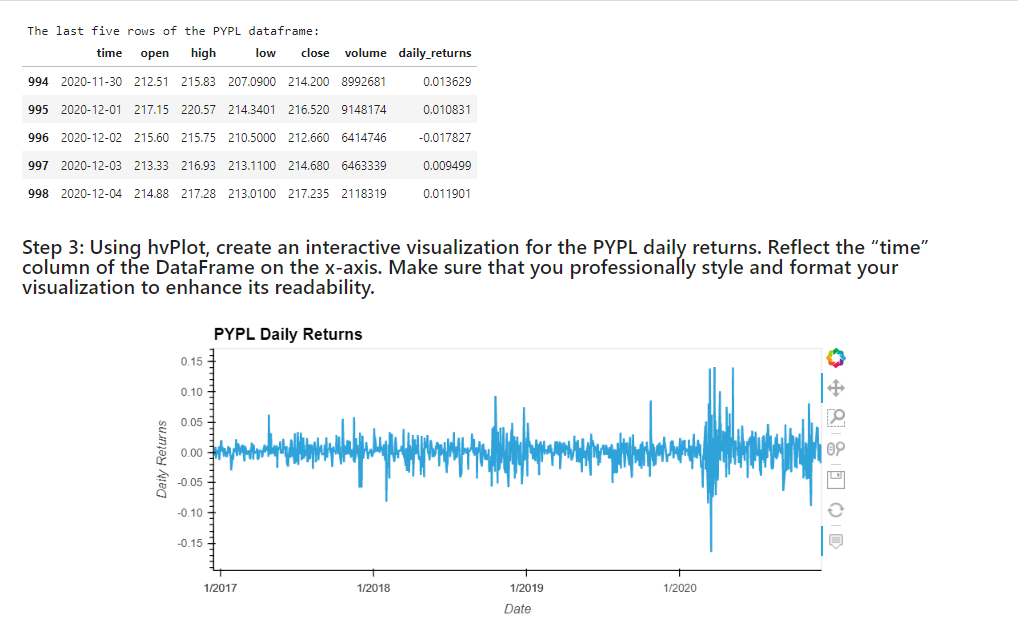 The last five rows of the PYPL dataframe:
time open high low close volume daily_returns
994 2020-11-30 212.51 215.83 207.0900 214.200 8992681 0.013629
995 2020-12-01 217.15 220.57 214.3401 216.520 9148174 0.010831
996 2020-12-02 215.60 215.75 210.5000 212.660 6414746 -0.017827
997 2020-12-03 213.33 216.93 213.1100 214.680 6463339 0.009499
998 2020-12-04 214.88 217.28 213.0100 217.235 2118319 0.011901
Step 3: Using hvPlot, create an interactive visualization for the PYPL daily returns. Reflect the “time”
column of the DataFrame on the x-axis. Make sure that you professionally style and format your
visualization to enhance its readability.
PYPL Daily Returns
0.15
0.10
0.05
0.00
-0.05
-0.10
-0.15
Daily Returns
1/2017 1/2018 1/2019 1/2020
Date